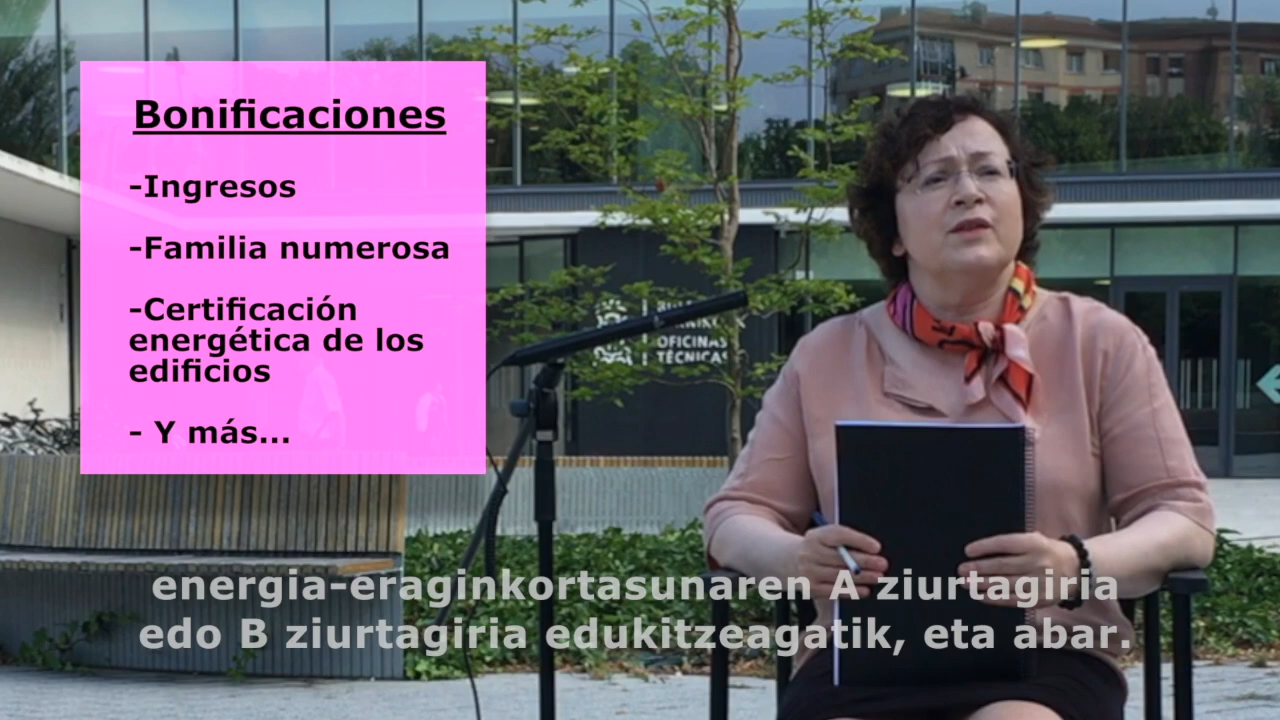 Bonificaciones
-Ingresos
-Familia numerosa
-Certificación
energética de los
edificios
- Y más...
OFICINAS
TÉCNICAS
energia-eraginkortasunaren A ziurtagiria
edo B ziurtagiria edukitzeagatik, eta abar.